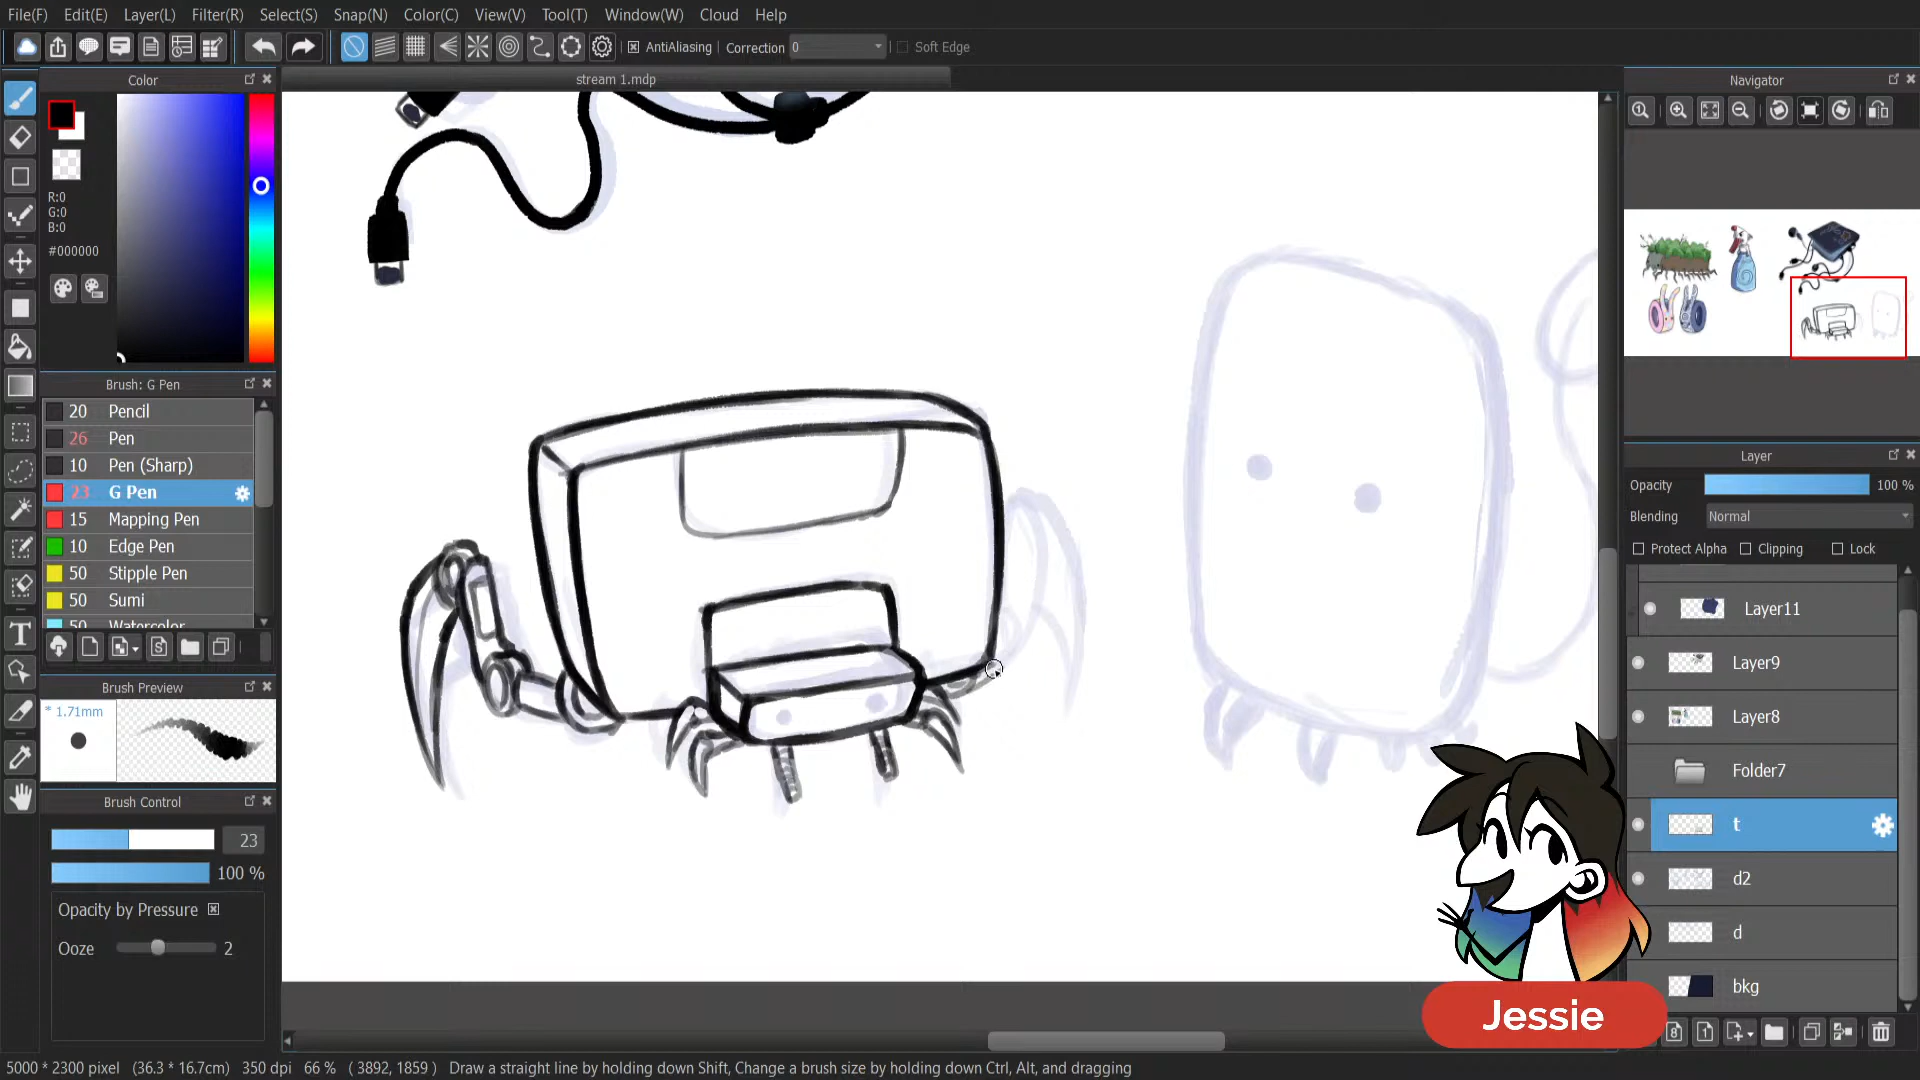 File(F) Edit(E) Layer(L) Filter(R) Select(S) Snap(N) Color(C) View(V) Tool(T) Window(W) Cloud Help
AntiAliasing Correction 0 Soft Edge
Color
stream 1.mdp
Navigator
R:0
G:0
B:0
#000000
Brush: G Pen
20 Pencil
26 Pen
10 Pen (Sharp)
23 G Pen
15 Mapping Pen
10 Edge Pen
50 Stipple Pen
50 Sumi
50 Watercolor
Brush Preview
* 1.71mm
Brush Control
23
100 %
Opacity by Pressure
Ooze 2
Layer
Opacity 100 %
Blending Normal
Protect Alpha Clipping Lock
Layer11
Layer9
Layer8
Folder7
t
d2
d
bkg
Jessie
5000 * 2300 pixel (36.3 * 16.7cm) 350 dpi 66 % ( 3892, 1859 ) Draw a straight line by holding down Shift, Change a brush size by holding down Ctrl, Alt, and dragging